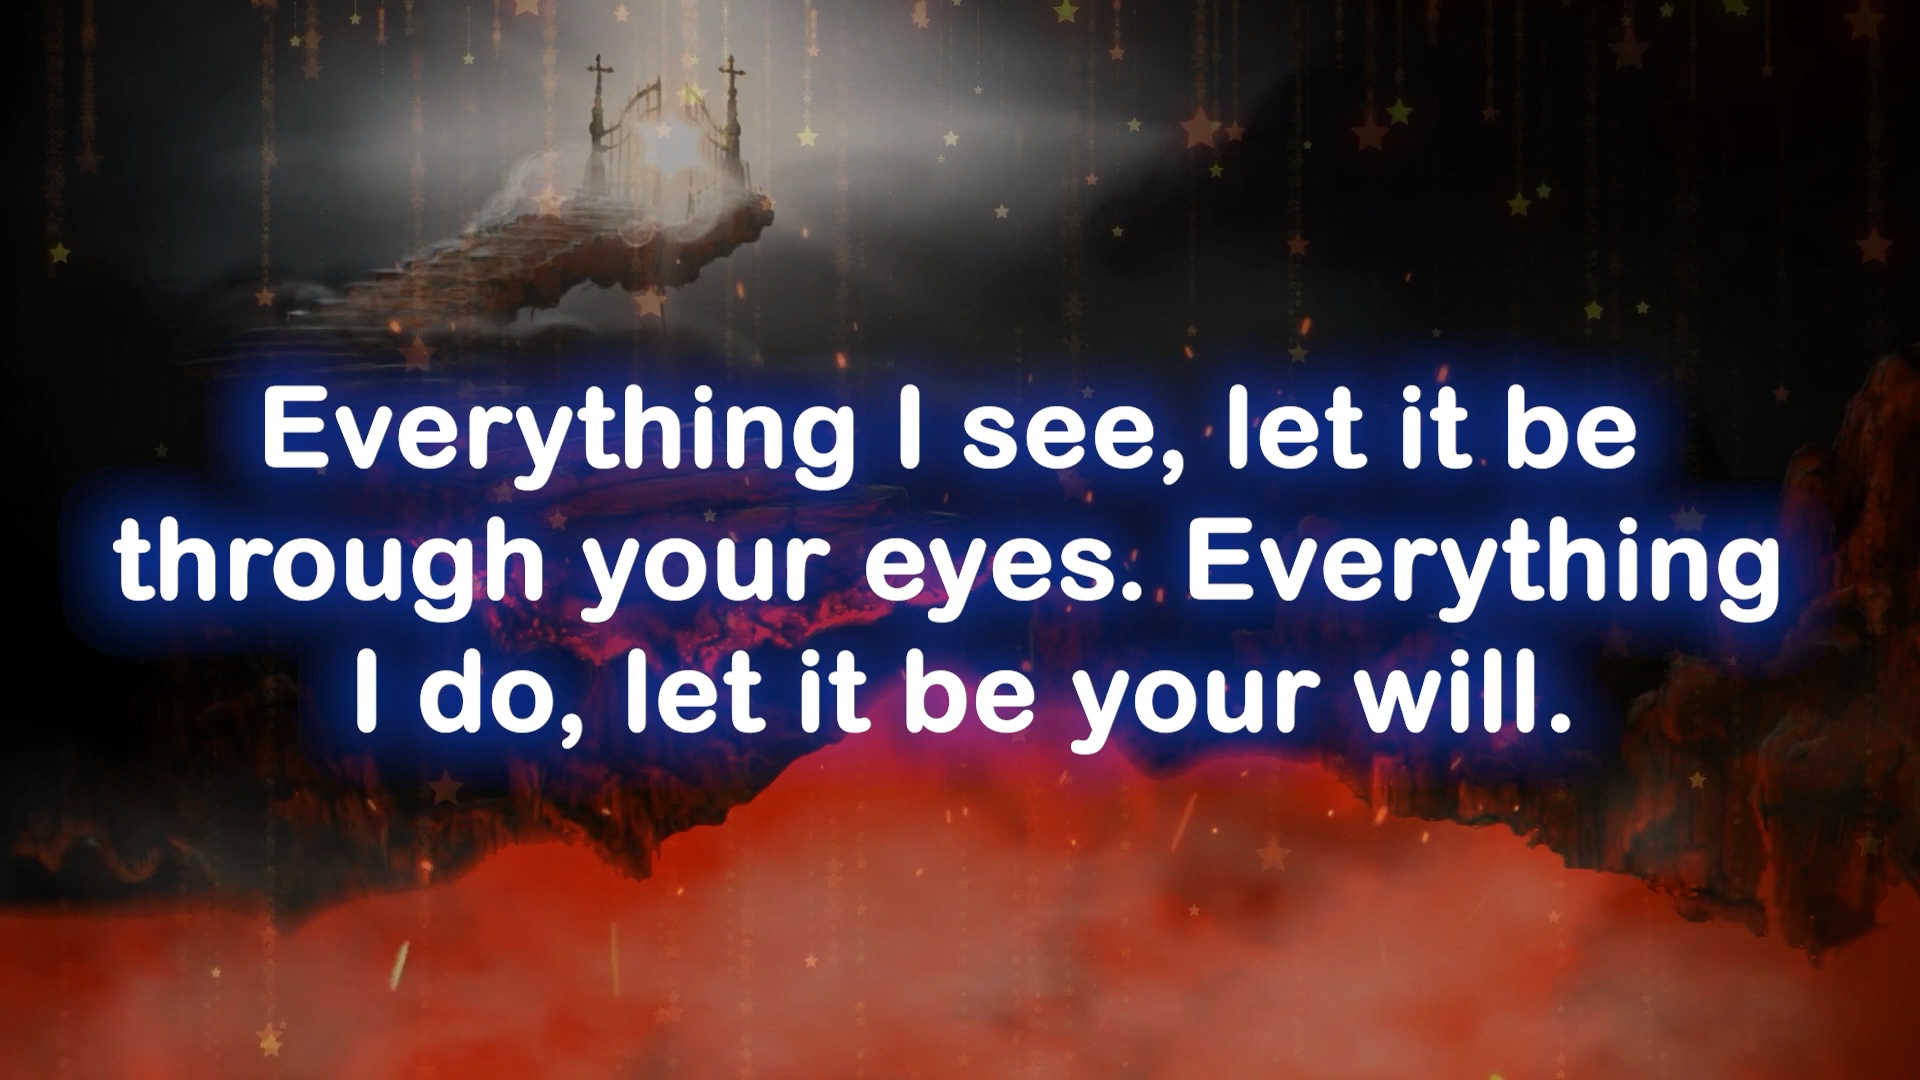 Everything I see, let it be
through your eyes. Everything
I do, let it be your will.